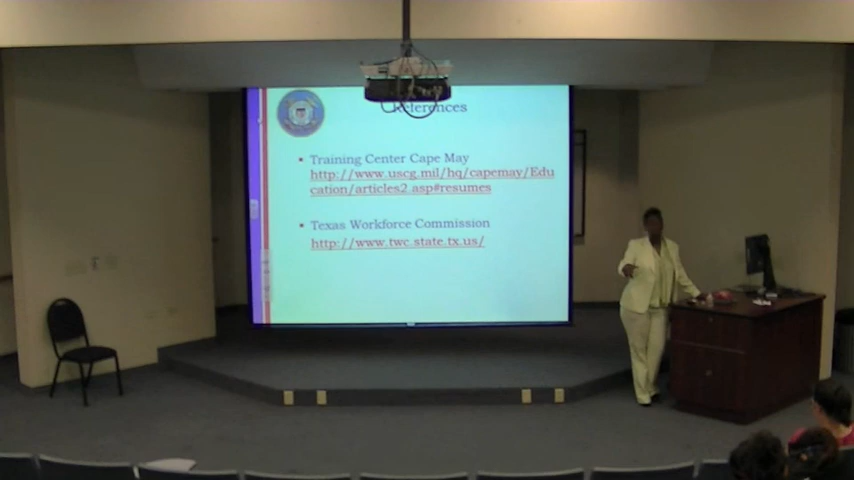 References
Training Center Cape May
http://www.uscg.mil/hq/capemay/Edu
cation/articles2.asp#resumes
Texas Workforce Commission
http://www.twc.state.tx.us/